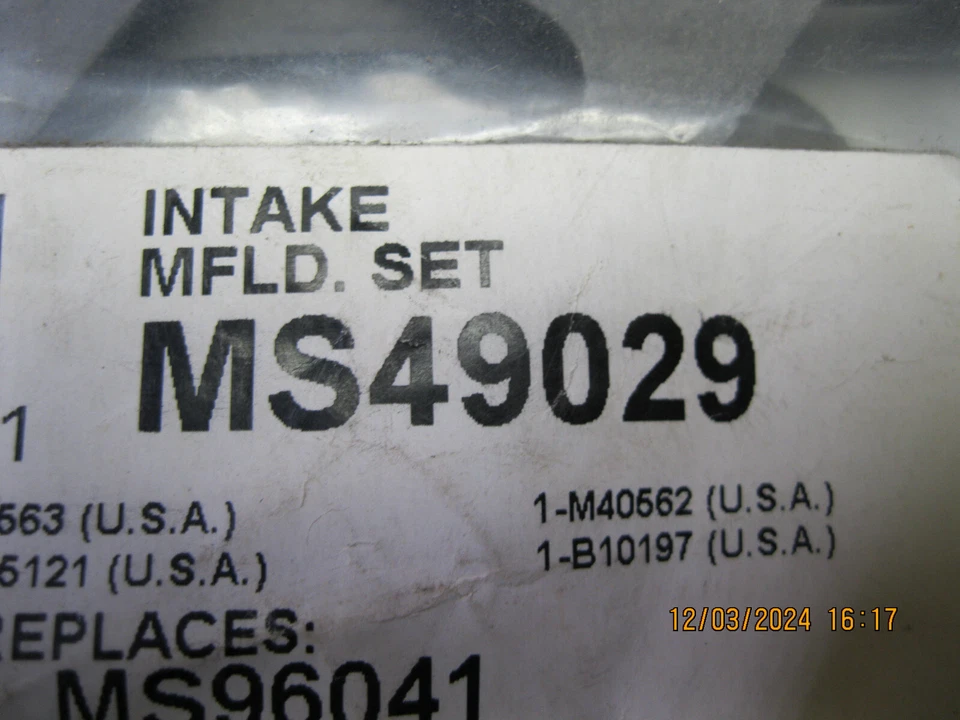 INTAKE
MFLD. SET
MS49029
1
563 (U.S.A.)
1-M40562 (U.S.A.)
5121 (U.S.A.)
1-B10197 (U.S.A.)
REPLACES:
MS96041
12/03/2024 16:17